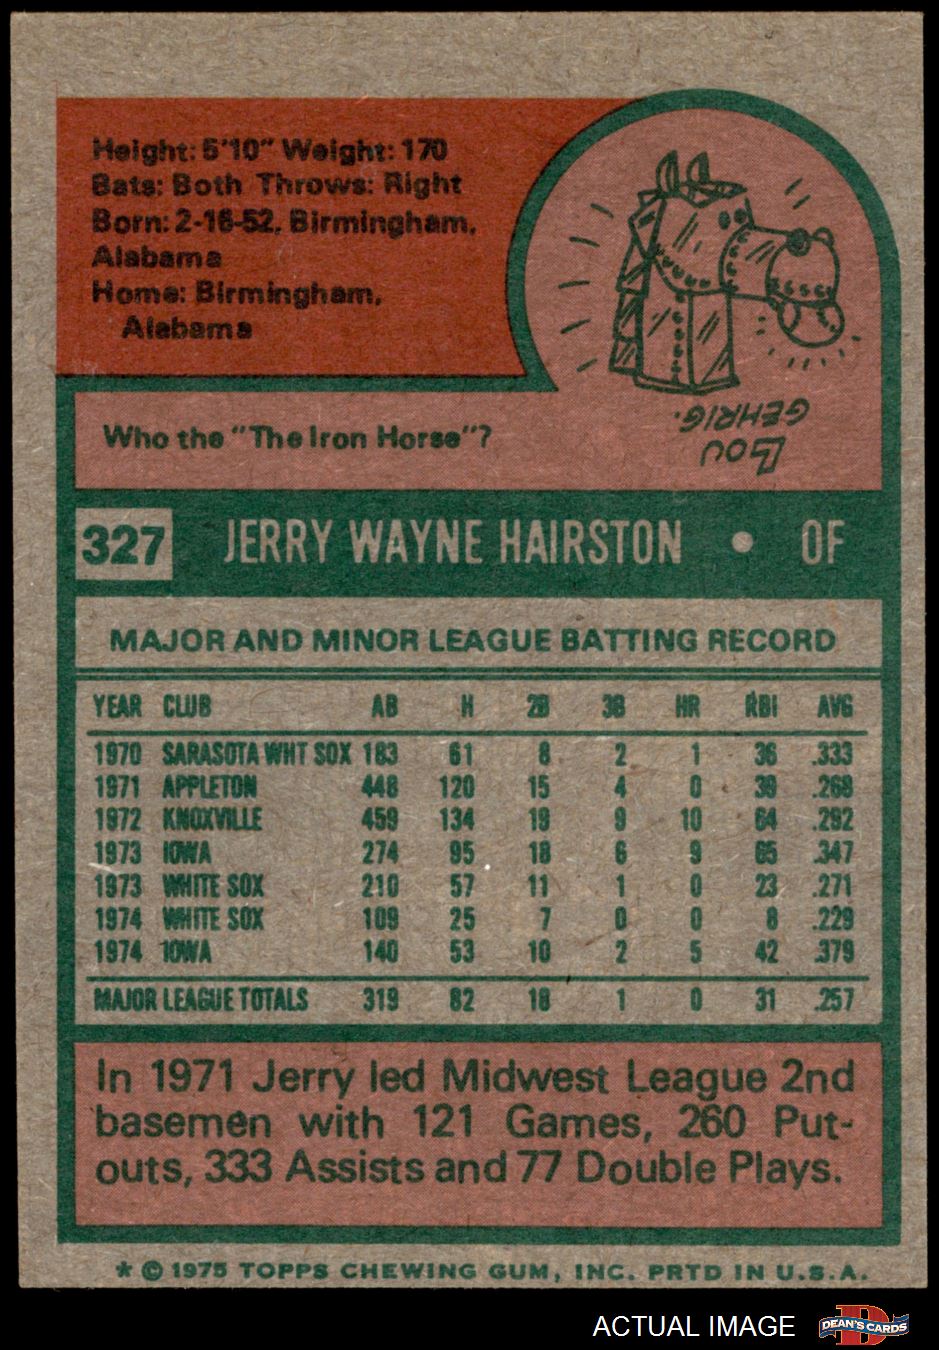 Height: 5'10" Weight: 170
Bats: Both Throws: Right
Born: 2-16-52, Birmingham,
Alabama
Home: Birmingham,
Alabama
Who the "The Iron Horse"?
LOU
GEHRIG.
327 JERRY WAYNE HAIRSTON • OF
MAJOR AND MINOR LEAGUE BATTING RECORD
YEAR CLUB AB H 2B 3B HR RBI AVG
1970 SARASOTA WHT SOX 183 61 8 2 1 36 .333
1971 APPLETON 448 120 15 4 0 39 .268
1972 KNOXVILLE 459 134 19 9 10 64 .292
1973 IOWA 274 95 18 6 9 65 .347
1973 WHITE SOX 210 57 11 1 0 23 .271
1974 WHITE SOX 109 25 7 0 0 8 .229
1974 IOWA 140 53 10 2 5 42 .379
MAJOR LEAGUE TOTALS 319 82 18 1 0 31 .257
In 1971 Jerry led Midwest League 2nd
basemen with 121 Games, 260 Put-
outs, 333 Assists and 77 Double Plays.
* © 1975 TOPPS CHEWING GUM, INC. PRTD IN U.S.A.
ACTUAL IMAGE DEAN'S CARDS